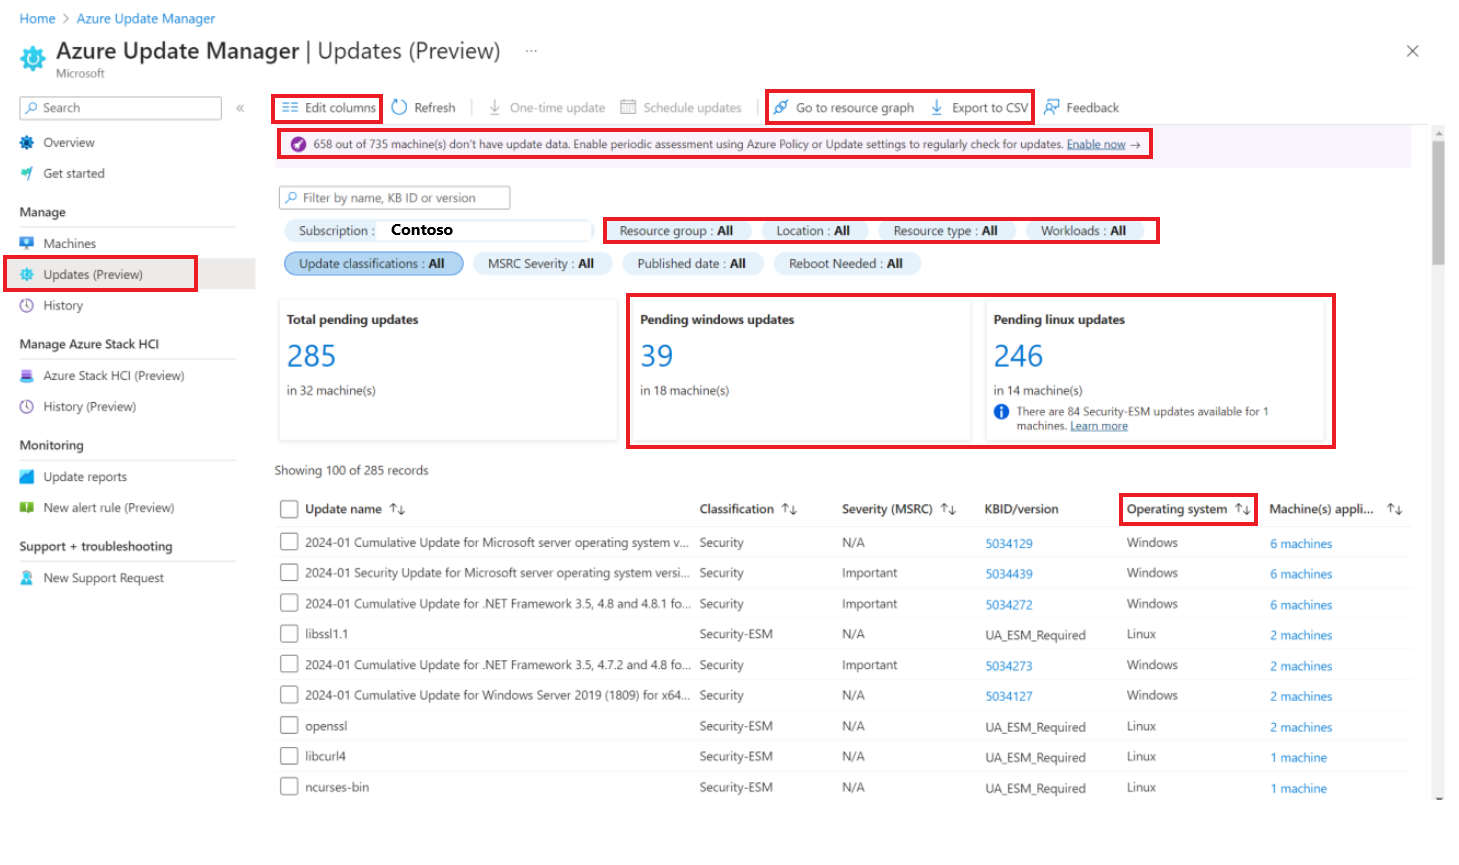 Home > Azure Update Manager
Azure Update Manager | Updates (Preview) ...
Microsoft
Search «
Edit columns Refresh One-time update Schedule updates Go to resource graph Export to CSV Feedback
658 out of 735 machine(s) don't have update data. Enable periodic assessment using Azure Policy or Update settings to regularly check for updates. Enable now →
Overview
Get started
Manage
Machines
Updates (Preview)
History
Manage Azure Stack HCI
Azure Stack HCI (Preview)
History (Preview)
Monitoring
Update reports
New alert rule (Preview)
Support + troubleshooting
New Support Request
Filter by name, KB ID or version
Subscription : Contoso Resource group : All Location : All Resource type : All Workloads : All
Update classifications : All MSRC Severity : All Published date : All Reboot Needed : All
Total pending updates
285
in 32 machine(s)
Pending windows updates
39
in 18 machine(s)
Pending linux updates
246
in 14 machine(s)
There are 84 Security-ESM updates available for 1
machines. Learn more
Showing 100 of 285 records
Update name ↑↓ Classification ↑↓ Severity (MSRC) ↑↓ KBID/version Operating system ↑↓ Machine(s) appli... ↑↓
2024-01 Cumulative Update for Microsoft server operating system v... Security N/A 5034129 Windows 6 machines
2024-01 Security Update for Microsoft server operating system versi... Security Important 5034439 Windows 6 machines
2024-01 Cumulative Update for .NET Framework 3.5, 4.8 and 4.8.1 fo... Security Important 5034272 Windows 6 machines
libssl1.1 Security-ESM N/A UA_ESM_Required Linux 2 machines
2024-01 Cumulative Update for .NET Framework 3.5, 4.7.2 and 4.8 fo... Security Important 5034273 Windows 2 machines
2024-01 Cumulative Update for Windows Server 2019 (1809) for x64... Security N/A 5034127 Windows 2 machines
openssl Security-ESM N/A UA_ESM_Required Linux 2 machines
libcurl4 Security-ESM N/A UA_ESM_Required Linux 1 machine
ncurses-bin Security-ESM N/A UA_ESM_Required Linux 1 machine